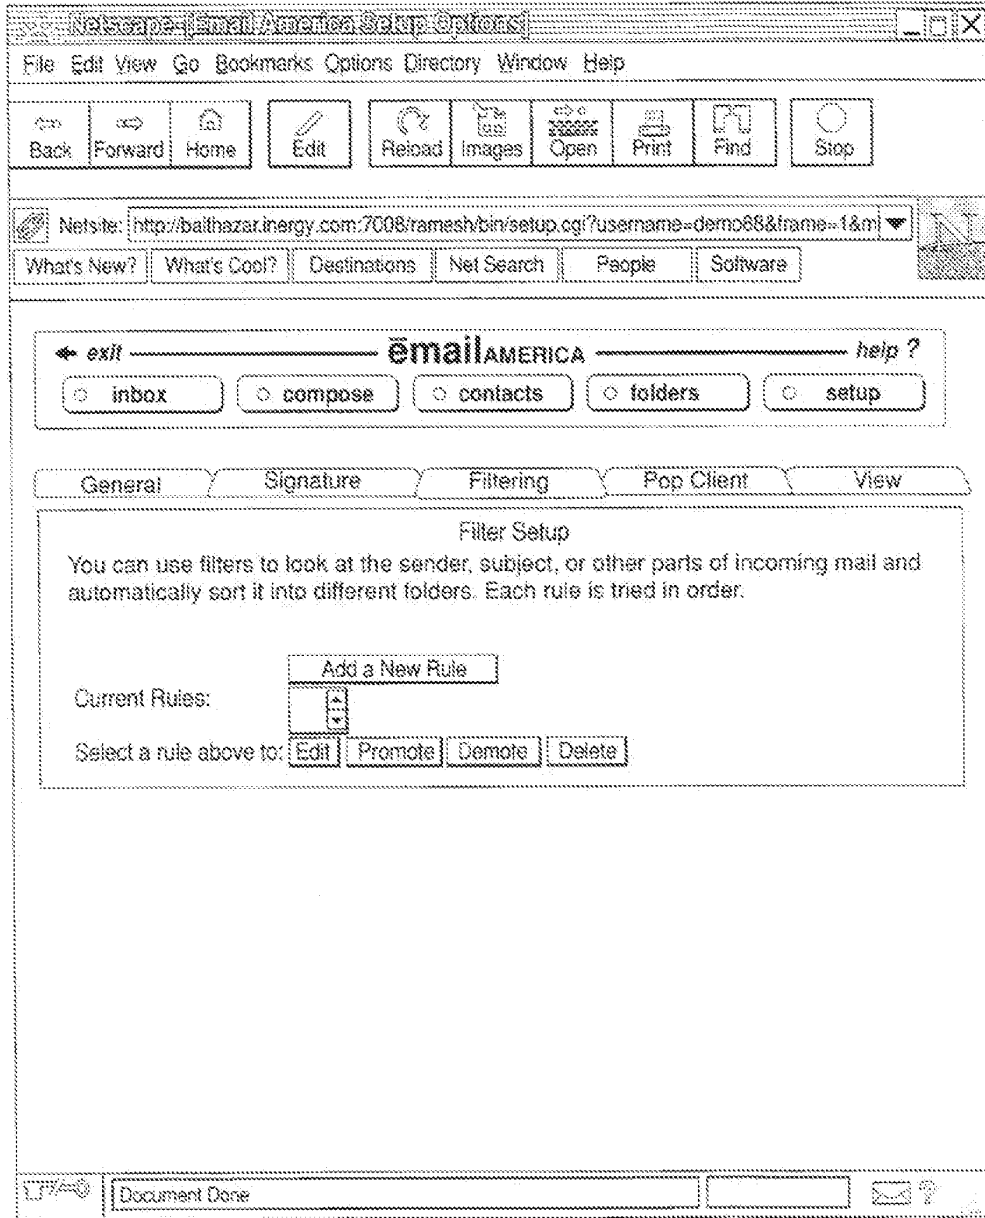 Netscape-[Email America Setup Options]
File Edit View Go Bookmarks Options Directory Window Help
Back Forward Home Edit Reload Images Open Print Find Stop
Netsite: http://balthazar.inergy.com:7008/ramesh/bin/setup.cgi?username=demo68&frame=1&m
N
What's New? What's Cool? Destinations Net Search People Software
exit ēmailAMERICA help ?
inbox compose contacts folders setup
General Signature Filtering Pop Client View
Filter Setup
You can use filters to look at the sender, subject, or other parts of incoming mail and
automatically sort it into different folders. Each rule is tried in order.
Add a New Rule
Current Rules:
Select a rule above to: Edit Promote Demote Delete
Document Done
?